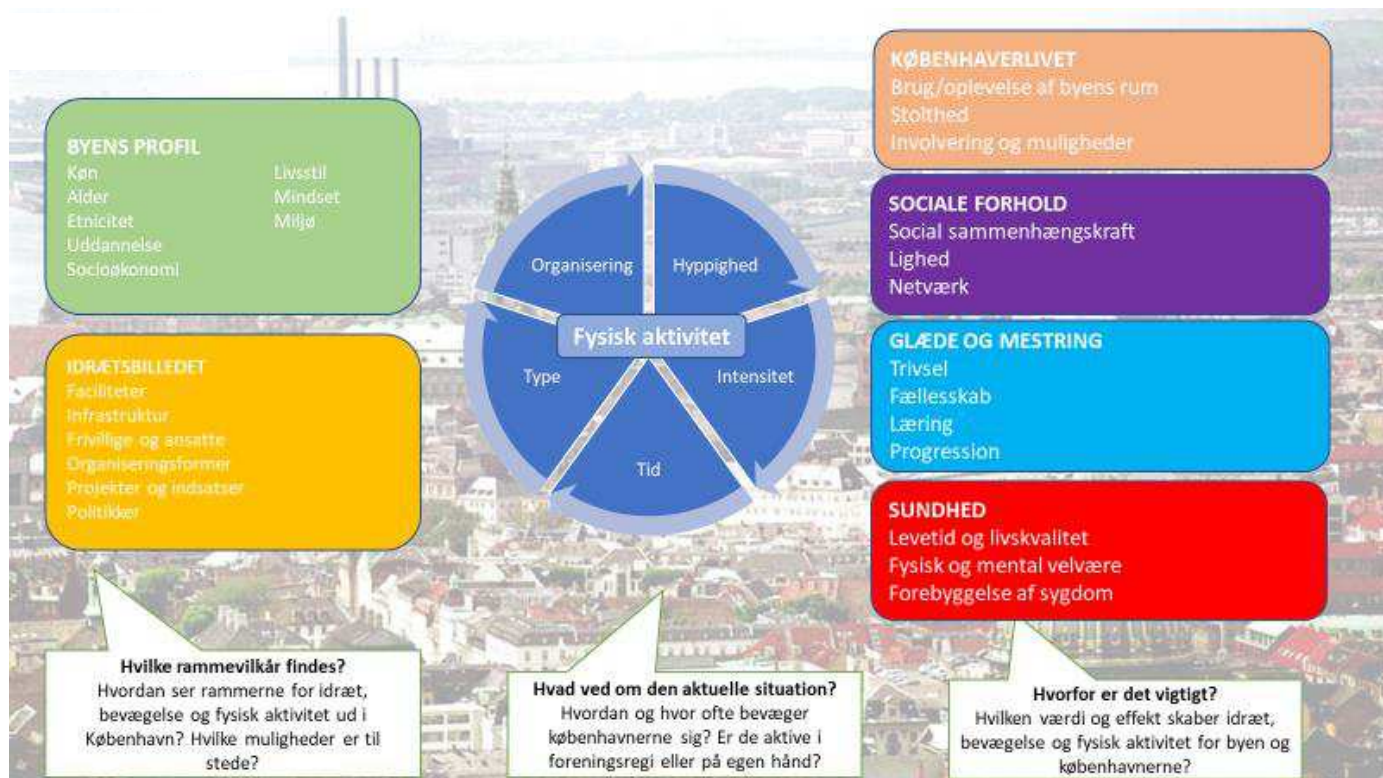 BYENS PROFIL
Køn
Alder
Etnicitet
Uddannelse
Socioøkonomi
Livsstil
Mindset
Miljø
IDRÆTSBILLEDET
Faciliteter
Infrastruktur
Frivillige og ansatte
Organiseringsformer
Projekter og indsatser
Politikker
Hvilke rammevilkår findes?
Hvordan ser rammerne for idræt,
bevægelse og fysisk aktivitet ud i
København? Hvilke muligheder er til
stede?
Organisering
Hyppighed
Fysisk aktivitet
Type
Intensitet
Tid
Hvad ved om den aktuelle situation?
Hvordan og hvor ofte bevæger
københavnerne sig? Er de aktive i
foreningsregi eller på egen hånd?
KØBENHAVERLIVET
Brug/oplevelse af byens rum
Stolthed
Involvering og muligheder
SOCIALE FORHOLD
Social sammenhængskraft
Lighed
Netværk
GLÆDE OG MESTRING
Trivsel
Fællesskab
Læring
Progression
SUNDHED
Levetid og livskvalitet
Fysisk og mental velvære
Forebyggelse af sygdom
Hvorfor er det vigtigt?
Hvilken værdi og effekt skaber idræt,
bevægelse og fysisk aktivitet for byen og
københavnerne?